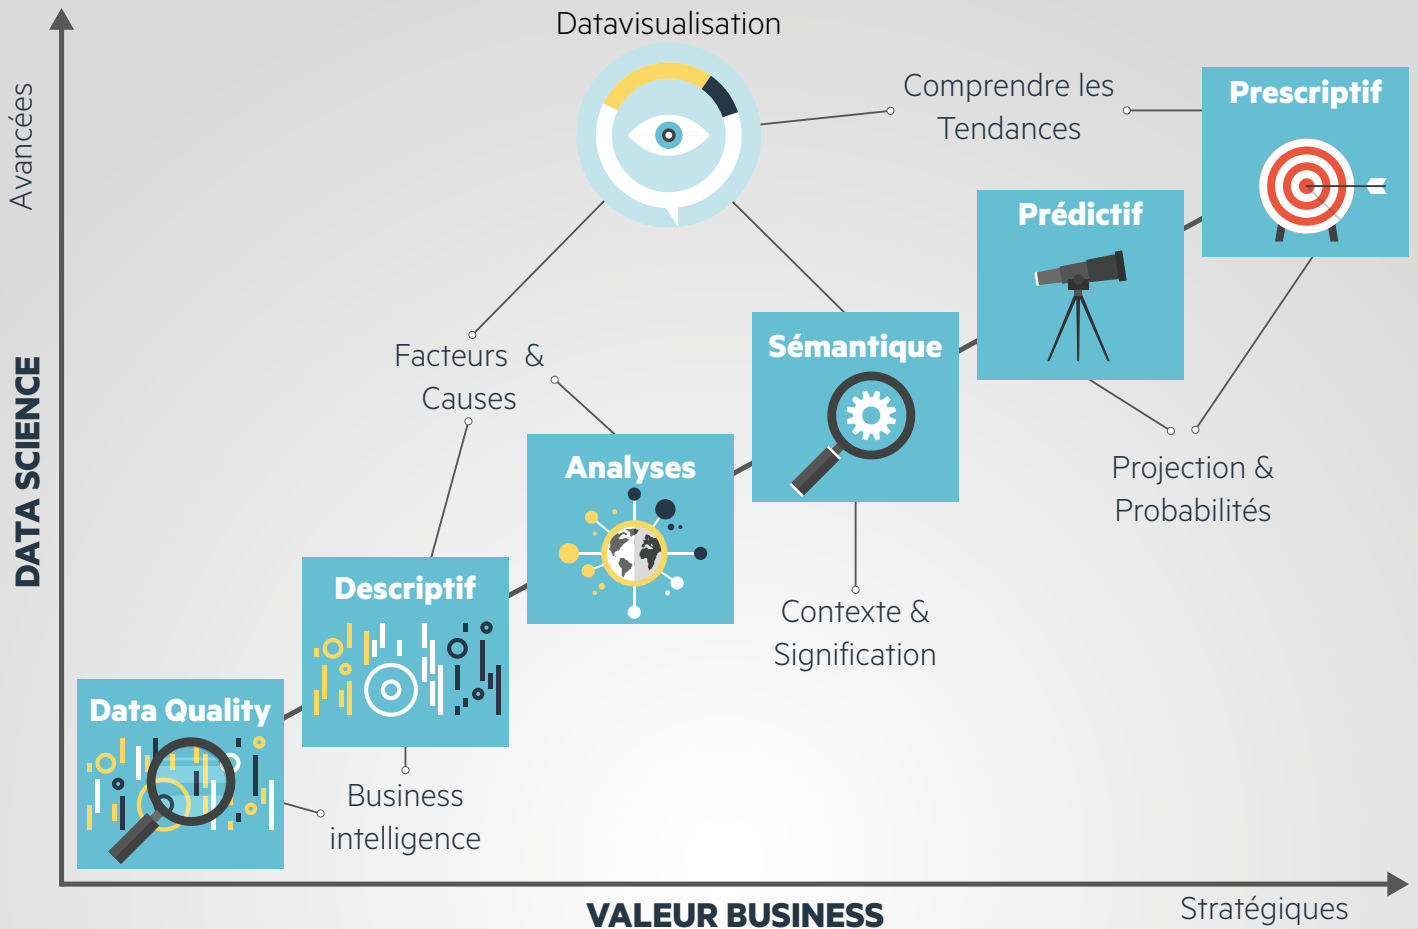 Datavisualisation
Avancées
Comprendre les
Tendances
Prescriptif
Prédictif
Facteurs &
Causes
Sémantique
DATA SCIENCE
Analyses
Projection &
Probabilités
Descriptif
Contexte &
Signification
Data Quality
Business
intelligence
VALEUR BUSINESS
Stratégiques